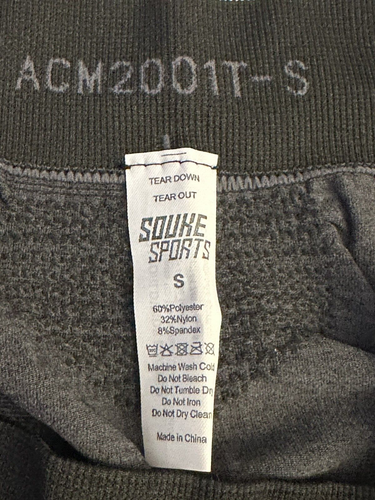 ACM2001T-S
TEAR DOWN
TEAR OUT
SOUKE
SPORTS
S
60%Polyester
32%Nylon
8%Spandex
Machine Wash Cold
Do Not Bleach
Do Not Tumble Dry
Do Not Iron
Do Not Dry Clean
Made in China